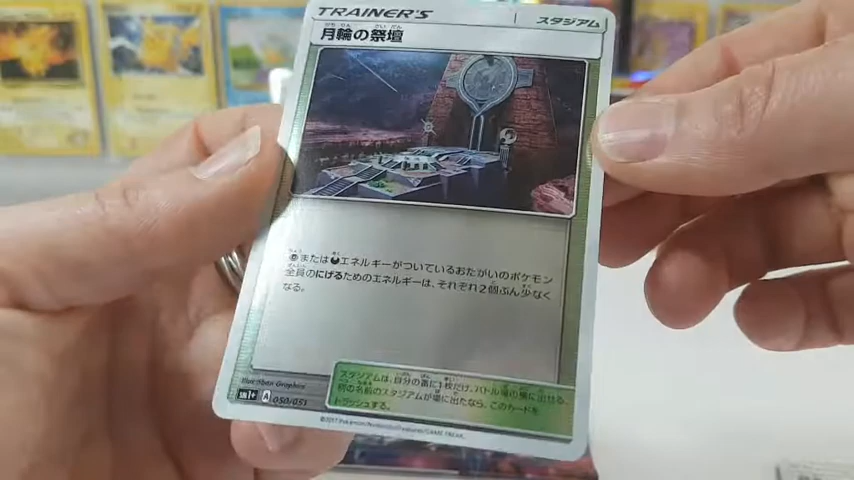 TRAINER'S
スタジアム
月輪の祭壇
または エネルギーがついているおたがいのポケモン
全員のにげるためのエネルギーは、それぞれ2個ぶん少なく
なる。
スタジアムは、自分の番に1枚だけ、バトル場の横に出せる。
別の名前のスタジアムが場に出たなら、このカードを
トラッシュする。
A 050/051